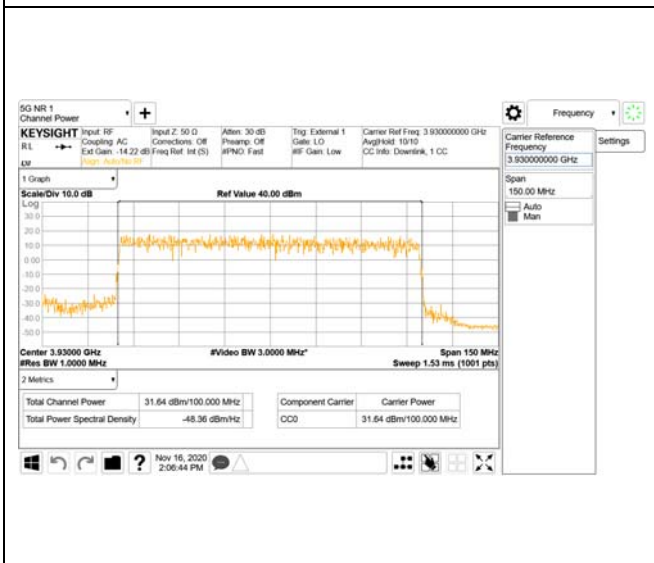 5G NR 1
Channel Power
+
Frequency
KEYSIGHT Input: RF Input Z: 50 Ω Atten: 30 dB Trig: External 1 Carrier Ref Freq: 3.930000000 GHz
RL Coupling: AC Corrections: Off Preamp: Off Gate: LO Avg|Hold: 10/10
Ext Gain: -14.22 dB Freq Ref: Int (S) #PNO: Fast #IF Gain: Low CC Info: Downlink, 1 CC
Align: Auto/No RF
Carrier Reference
Frequency
3.930000000 GHz
Settings
Span
150.00 MHz
Auto
Man
1 Graph
Scale/Div 10.0 dB Ref Value 40.00 dBm
Log
30.0
20.0
10.0
0.00
-10.0
-20.0
-30.0
-40.0
-50.0
Center 3.93000 GHz #Video BW 3.0000 MHz* Span 150 MHz
#Res BW 1.0000 MHz Sweep 1.53 ms (1001 pts)
2 Metrics
Total Channel Power 31.64 dBm/100.000 MHz
Total Power Spectral Density -48.36 dBm/Hz
Component Carrier Carrier Power
CC0 31.64 dBm/100.000 MHz
? Nov 16, 2020
2:06:44 PM